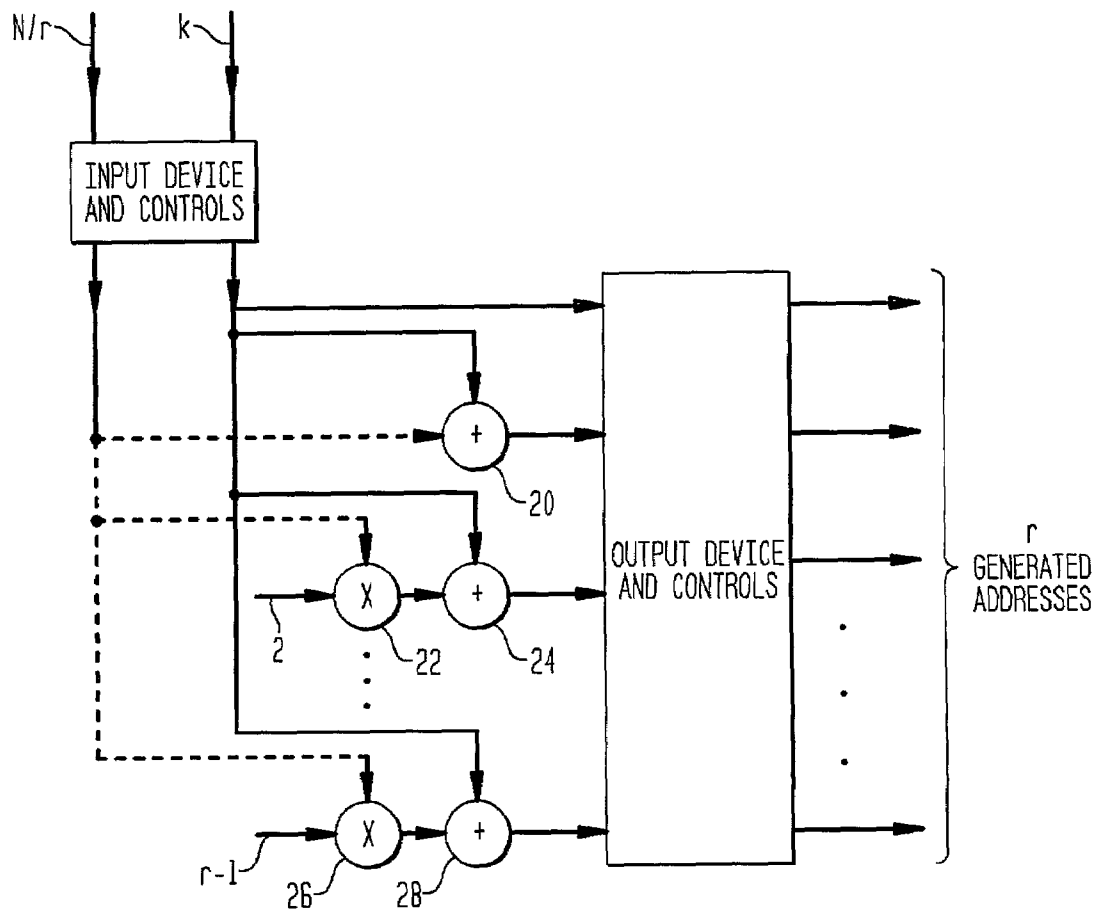 N/r
k
INPUT DEVICE
AND CONTROLS
+
20
2
X
22
+
24
OUTPUT DEVICE
AND CONTROLS
r
GENERATED
ADDRESSES
r-1
X
26
+
28